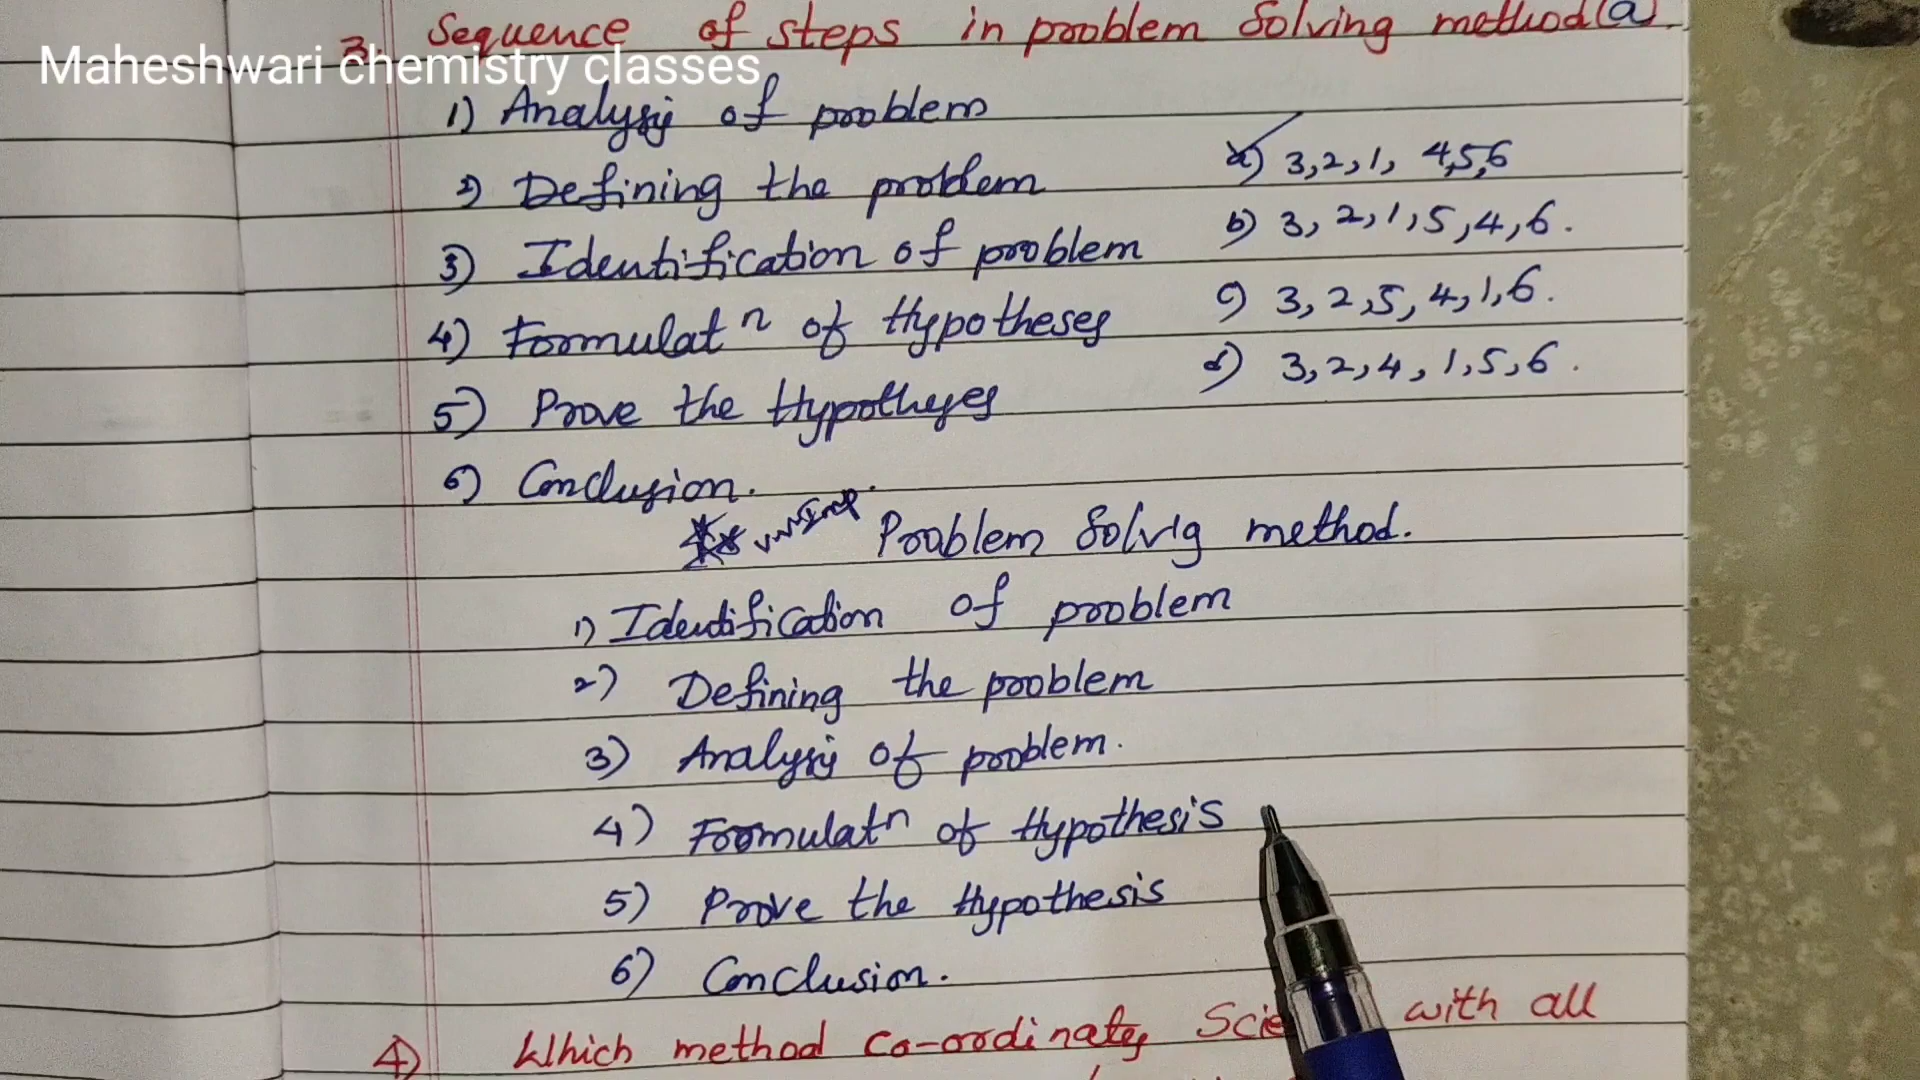 3. Sequence of steps in problem Solving method (a).
Maheshwari chemistry classes
1) Analysis of problem
a) 3,2,1, 4,5,6
2) Defining the problem
b) 3, 2,1,5,4,6.
3) Identification of problem
c) 3,2,5,4,1,6.
4) Formulatn of Hypotheses
d) 3,2,4,1,5,6.
5) Prove the Hypotheses
6) Conclusion.
Problem Solvig method.
1) Identification of problem
2) Defining the problem
3) Analysis of problem.
4) Formulatn of Hypothesis
5) Prove the Hypothesis
6) Conclusion.
4) Which method co-ordinates with all